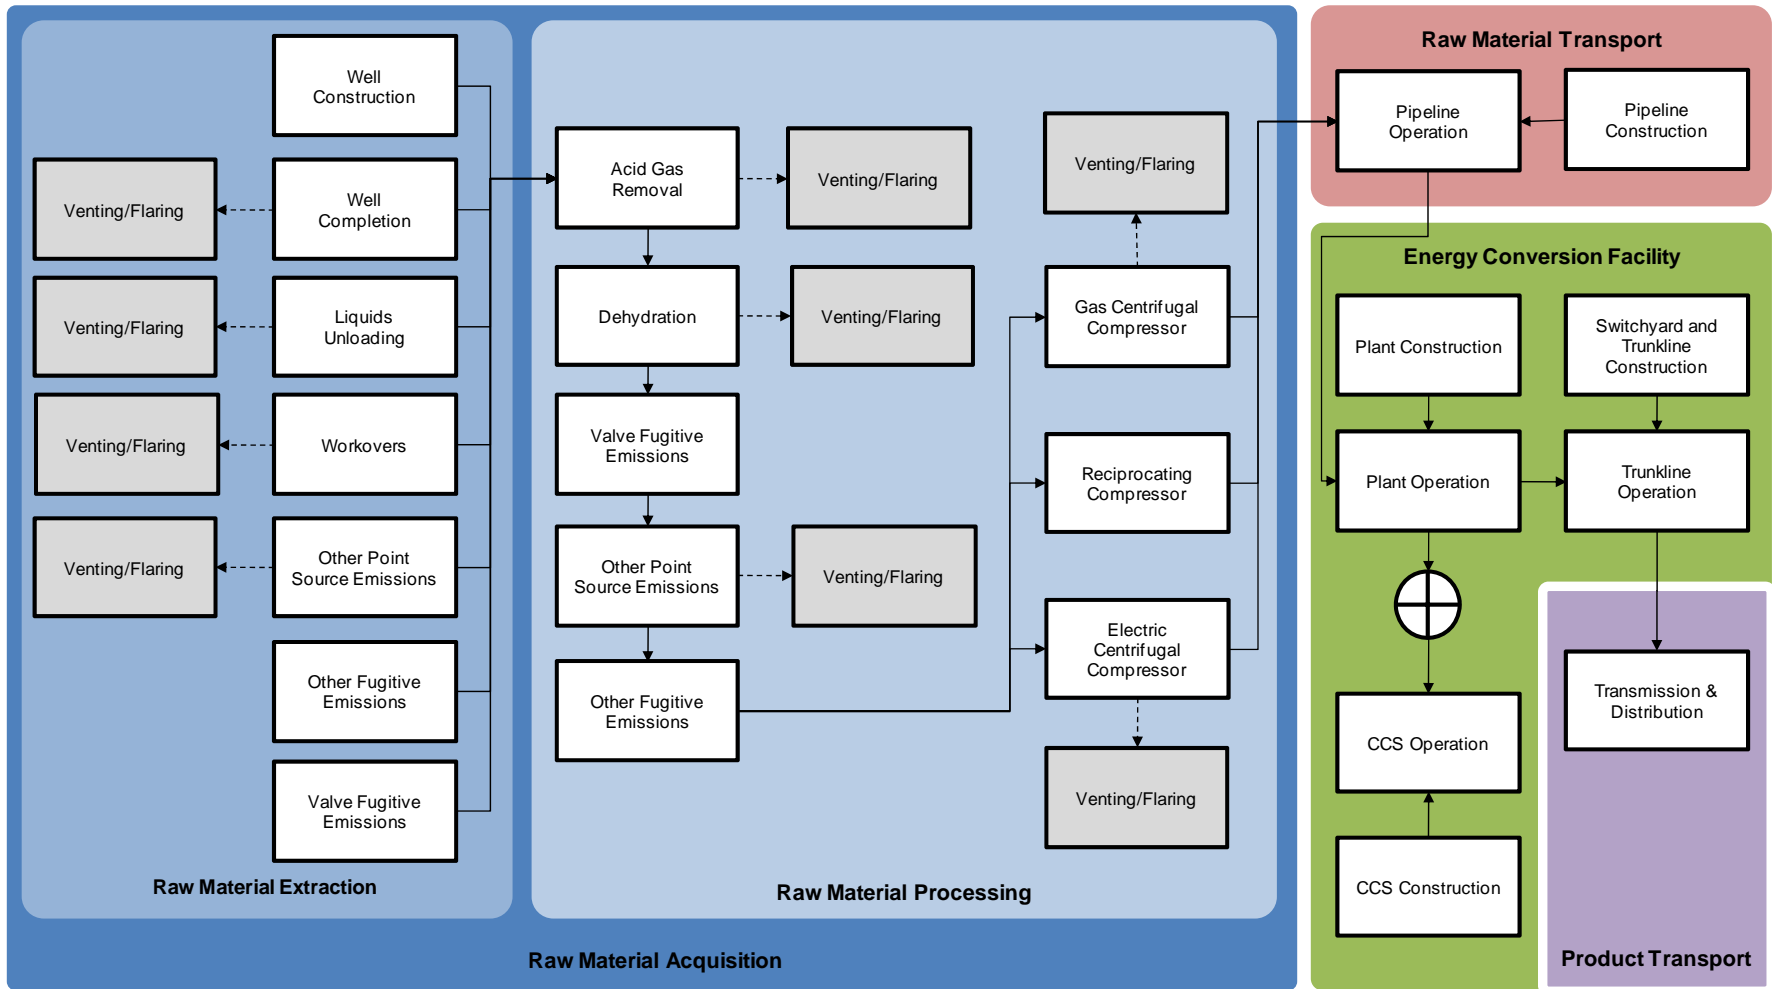 Well
Construction
Venting/Flaring
Well
Completion
Venting/Flaring
Liquids
Unloading
Venting/Flaring
Workovers
Venting/Flaring
Other Point
Source Emissions
Other Fugitive
Emissions
Valve Fugitive
Emissions
Raw Material Extraction
Acid Gas
Removal
Venting/Flaring
Dehydration
Venting/Flaring
Valve Fugitive
Emissions
Other Point
Source Emissions
Venting/Flaring
Other Fugitive
Emissions
Venting/Flaring
Gas Centrifugal
Compressor
Reciprocating
Compressor
Electric
Centrifugal
Compressor
Venting/Flaring
Raw Material Processing
Raw Material Acquisition
Raw Material Transport
Pipeline
Operation
Pipeline
Construction
Energy Conversion Facility
Plant Construction
Switchyard and
Trunkline
Construction
Plant Operation
Trunkline
Operation
CCS Operation
CCS Construction
Transmission &
Distribution
Product Transport